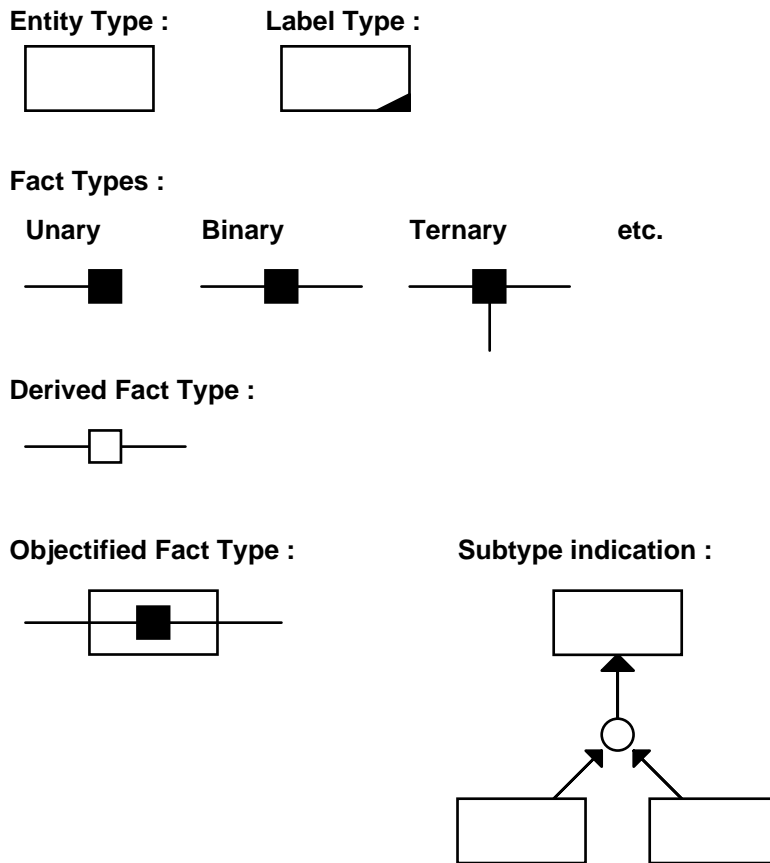 Entity Type : Label Type :
Fact Types :
Unary Binary Ternary etc.
Derived Fact Type :
Objectified Fact Type : Subtype indication :